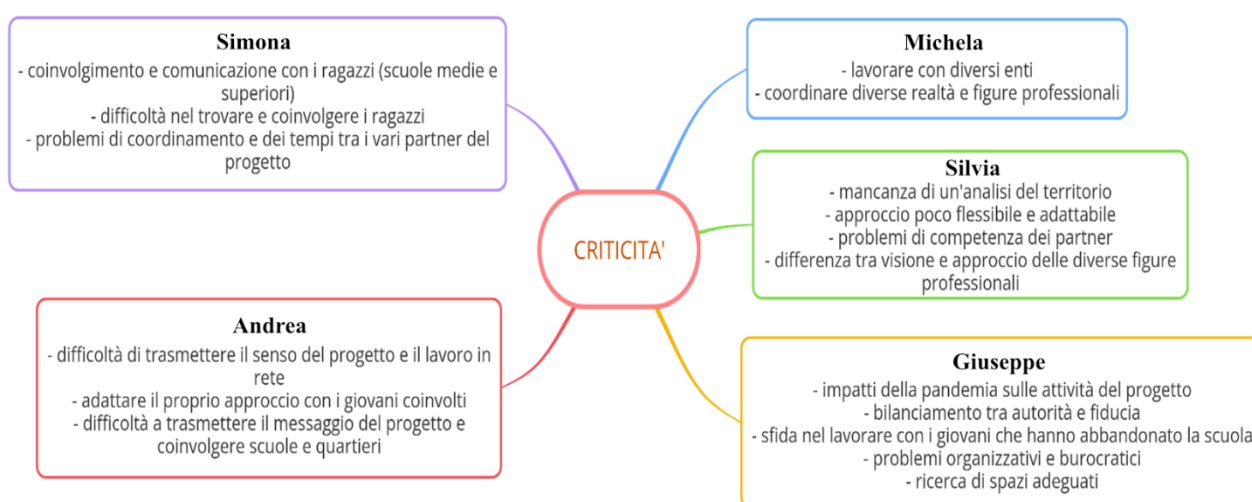 Simona
- coinvolgimento e comunicazione con i ragazzi (scuole medie e
superiori)
- difficoltà nel trovare e coinvolgere i ragazzi
- problemi di coordinamento e dei tempi tra i vari partner del
progetto
Michela
- lavorare con diversi enti
- coordinare diverse realtà e figure professionali
Silvia
- mancanza di un'analisi del territorio
- approccio poco flessibile e adattabile
- problemi di competenza dei partner
- differenza tra visione e approccio delle diverse figure
professionali
CRITICITA'
Andrea
- difficoltà di trasmettere il senso del progetto e il lavoro in
rete
- adattare il proprio approccio con i giovani coinvolti
- difficoltà a trasmettere il messaggio del progetto e
coinvolgere scuole e quartieri
Giuseppe
- impatti della pandemia sulle attività del progetto
- bilanciamento tra autorità e fiducia
- sfida nel lavorare con i giovani che hanno abbandonato la scuola
- problemi organizzativi e burocratici
- ricerca di spazi adeguati